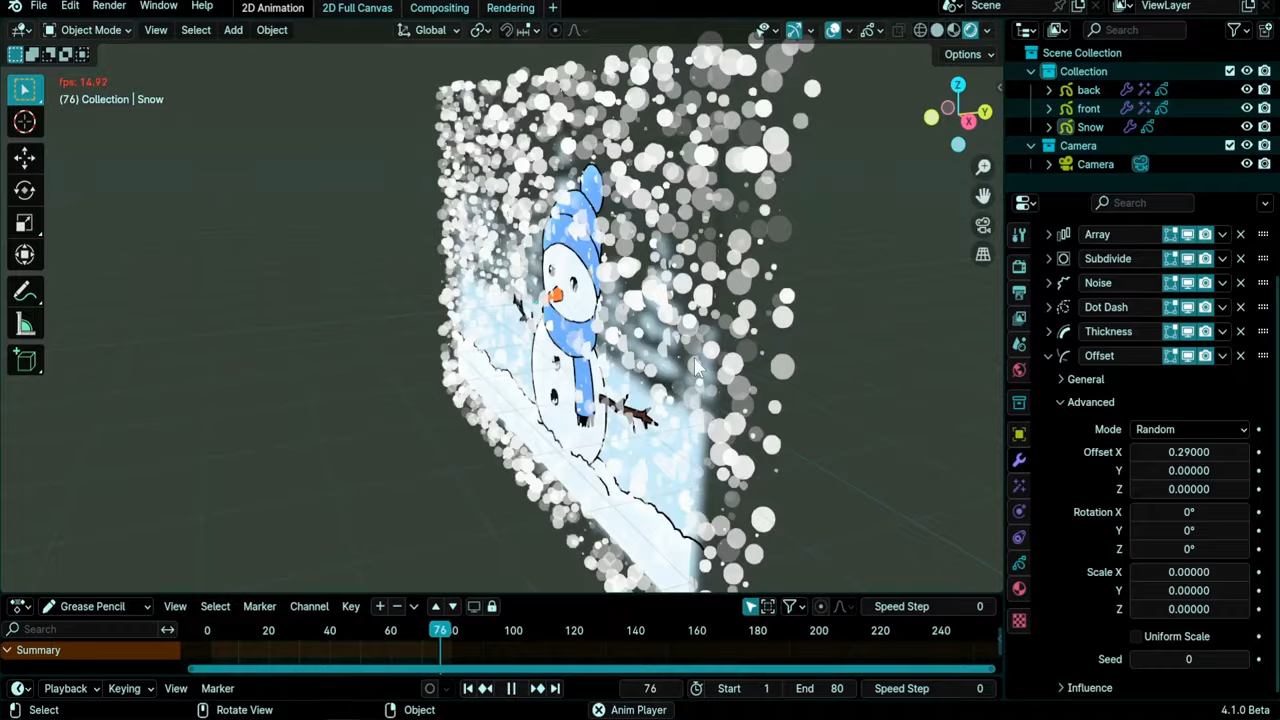 File Edit Render Window Help 2D Animation 2D Full Canvas Compositing Rendering + Scene ViewLayer
Object Mode View Select Add Object Global Search
Options
fps: 14.92
(76) Collection | Snow
Z
Y
X
Scene Collection
Collection
back
front
Snow
Camera
Camera
Search
Array
Subdivide
Noise
Dot Dash
Thickness
Offset
General
Advanced
Mode Random
Offset X 0.29000
Y 0.00000
Z 0.00000
Rotation X 0°
Y 0°
Z 0°
Scale X 0.00000
Y 0.00000
Z 0.00000
Uniform Scale
Seed 0
Influence
Grease Pencil View Select Marker Channel Key Speed Step 0
Search 0 20 40 60 76 80 100 120 140 160 180 200 220 240
Summary
Playback Keying View Marker 76 Start 1 End 80 Speed Step 0
Select Rotate View Object Anim Player 4.1.0 Beta